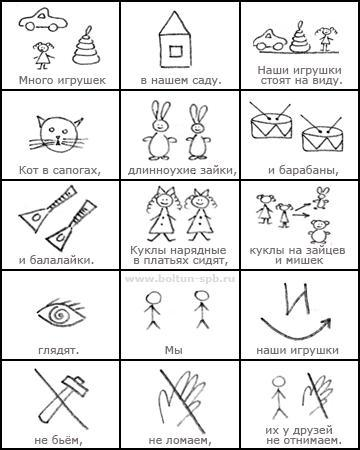 Много игрушек
в нашем саду.
Наши игрушки
стоят на виду.
Кот в сапогах,
длинноухие зайки,
и барабаны,
и балалайки.
Куклы нарядные
в платьях сидят,
куклы на зайцев
и мишек
www.boltun-spb.ru
глядят.
Мы
И
наши игрушки
не бьём,
не ломаем,
их у друзей
не отнимаем.